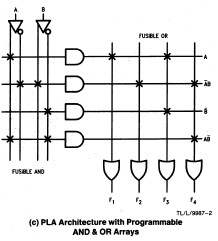 A B
FUSIBLE OR
A
A̅B
B̅
AB̅
FUSIBLE AND
F1 F2 F3 F4
TL/L/9987–2
(c) PLA Architecture with Programmable
AND & OR Arrays